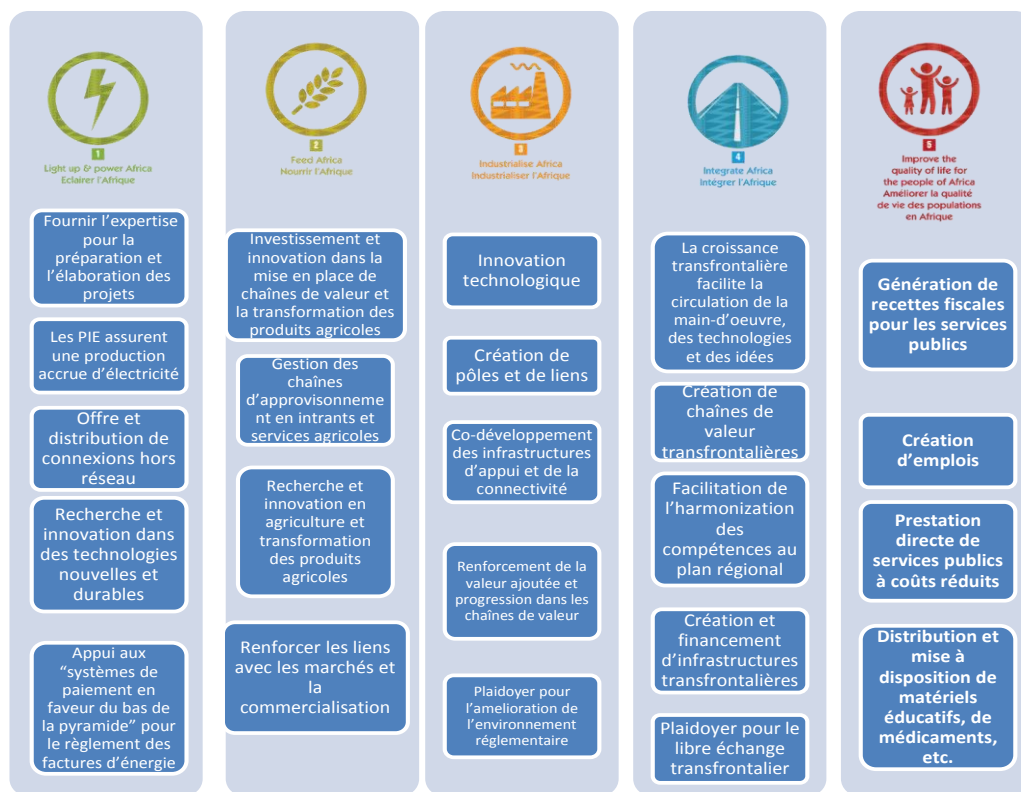 1
Light up & power Africa
Eclairer l'Afrique
Fournir l'expertise
pour la
préparation et
l'élaboration des
projets
Les PIE assurent
une production
accrue d'électricité
Offre et
distribution de
connexions hors
réseau
Recherche et
innovation dans
des technologies
nouvelles et
durables
Appui aux
"systèmes de
paiement en
faveur du bas de
la pyramide" pour
le règlement des
factures d'énergie
2
Feed Africa
Nourrir l'Afrique
Investissement et
innovation dans la
mise en place de
chaînes de valeur et
la transformation des
produits agricoles
Gestion des
chaînes
d'approvisionneme
nt en intrants et
services agricoles
Recherche et
innovation en
agriculture et
transformation
des produits
agricoles
Renforcer les liens
avec les marchés et
la
commercialisation
3
Industrialise Africa
Industrialiser l'Afrique
Innovation
technologique
Création de
pôles et de liens
Co-développement
des infrastructures
d'appui et de la
connectivité
Renforcement de la
valeur ajoutée et
progression dans les
chaînes de valeur
Plaidoyer pour
l'amelioration de
l'environnement
réglementaire
4
Integrate Africa
Intégrer l'Afrique
La croissance
transfrontalière
facilite la
circulation de la
main-d'oeuvre,
des technologies
et des idées
Création de
chaînes de
valeur
transfrontalières
Facilitation de
l'harmonization
des
compétences au
plan régional
Création et
financement
d'infrastructures
transfrontalières
Plaidoyer pour le
libre échange
transfrontalier
5
Improve the
quality of life for
the people of Africa
Améliorer la qualité
de vie des populations
en Afrique
Génération de
recettes fiscales
pour les services
publics
Création
d'emplois
Prestation
directe de
services publics
à coûts réduits
Distribution et
mise à
disposition de
matériels
éducatifs, de
médicaments,
etc.